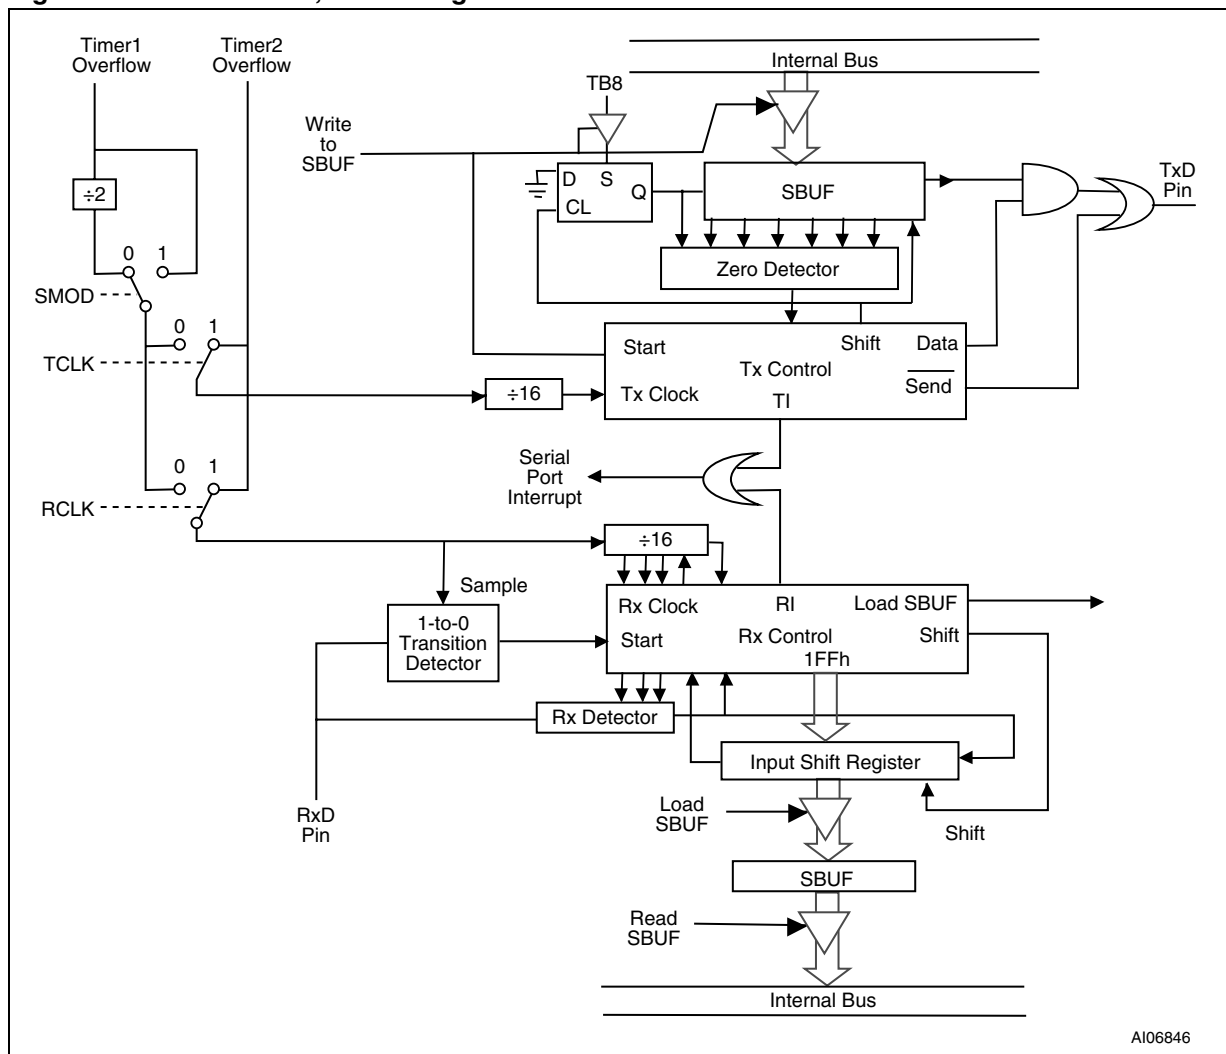 Timer1
Overflow
Timer2
Overflow
Internal Bus
TB8
Write
to
SBUF
÷2
D
S
Q
CL
SBUF
TxD
Pin
Zero Detector
0
1
SMOD
0
1
TCLK
Start
Shift
Data
Tx Control
Send
÷16
Tx Clock
TI
Serial
Port
Interrupt
0
1
RCLK
÷16
Sample
1-to-0
Transition
Detector
Rx Clock
RI
Load SBUF
Start
Rx Control
Shift
1FFh
Rx Detector
Input Shift Register
RxD
Pin
Load
SBUF
Shift
SBUF
Read
SBUF
Internal Bus
AI06846